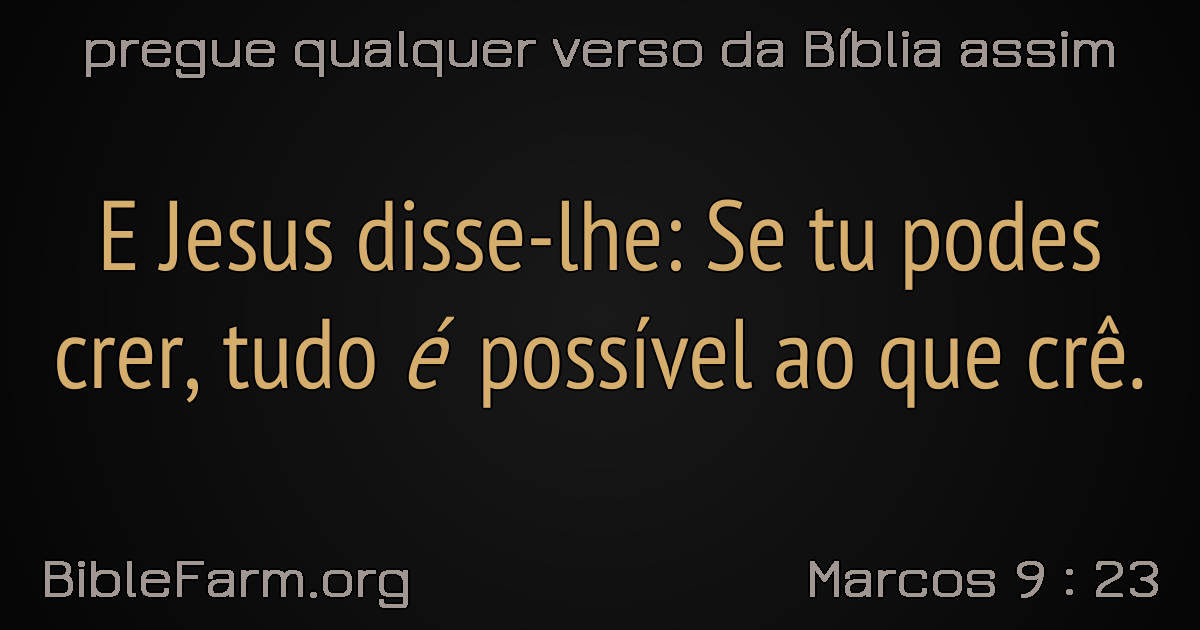 pregue qualquer verso da Bíblia assim
E Jesus disse-lhe: Se tu podes
crer, tudo é possível ao que crê.
BibleFarm.org
Marcos 9 : 23